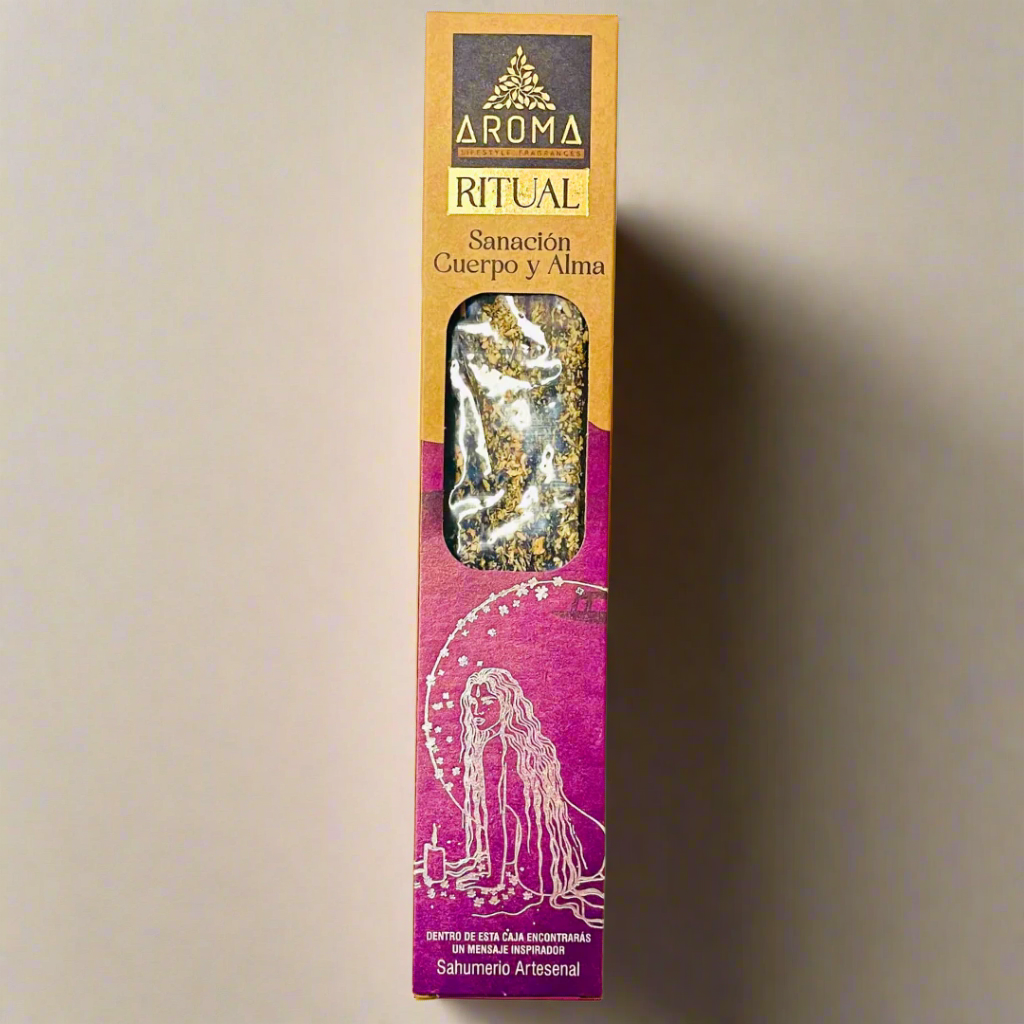 AROMA
LIFESTYLE FRAGRANCES
RITUAL
Sanación
Cuerpo y Alma
DENTRO DE ESTA CAJA ENCONTRARÁS
UN MENSAJE INSPIRADOR
Sahumerio Artesenal